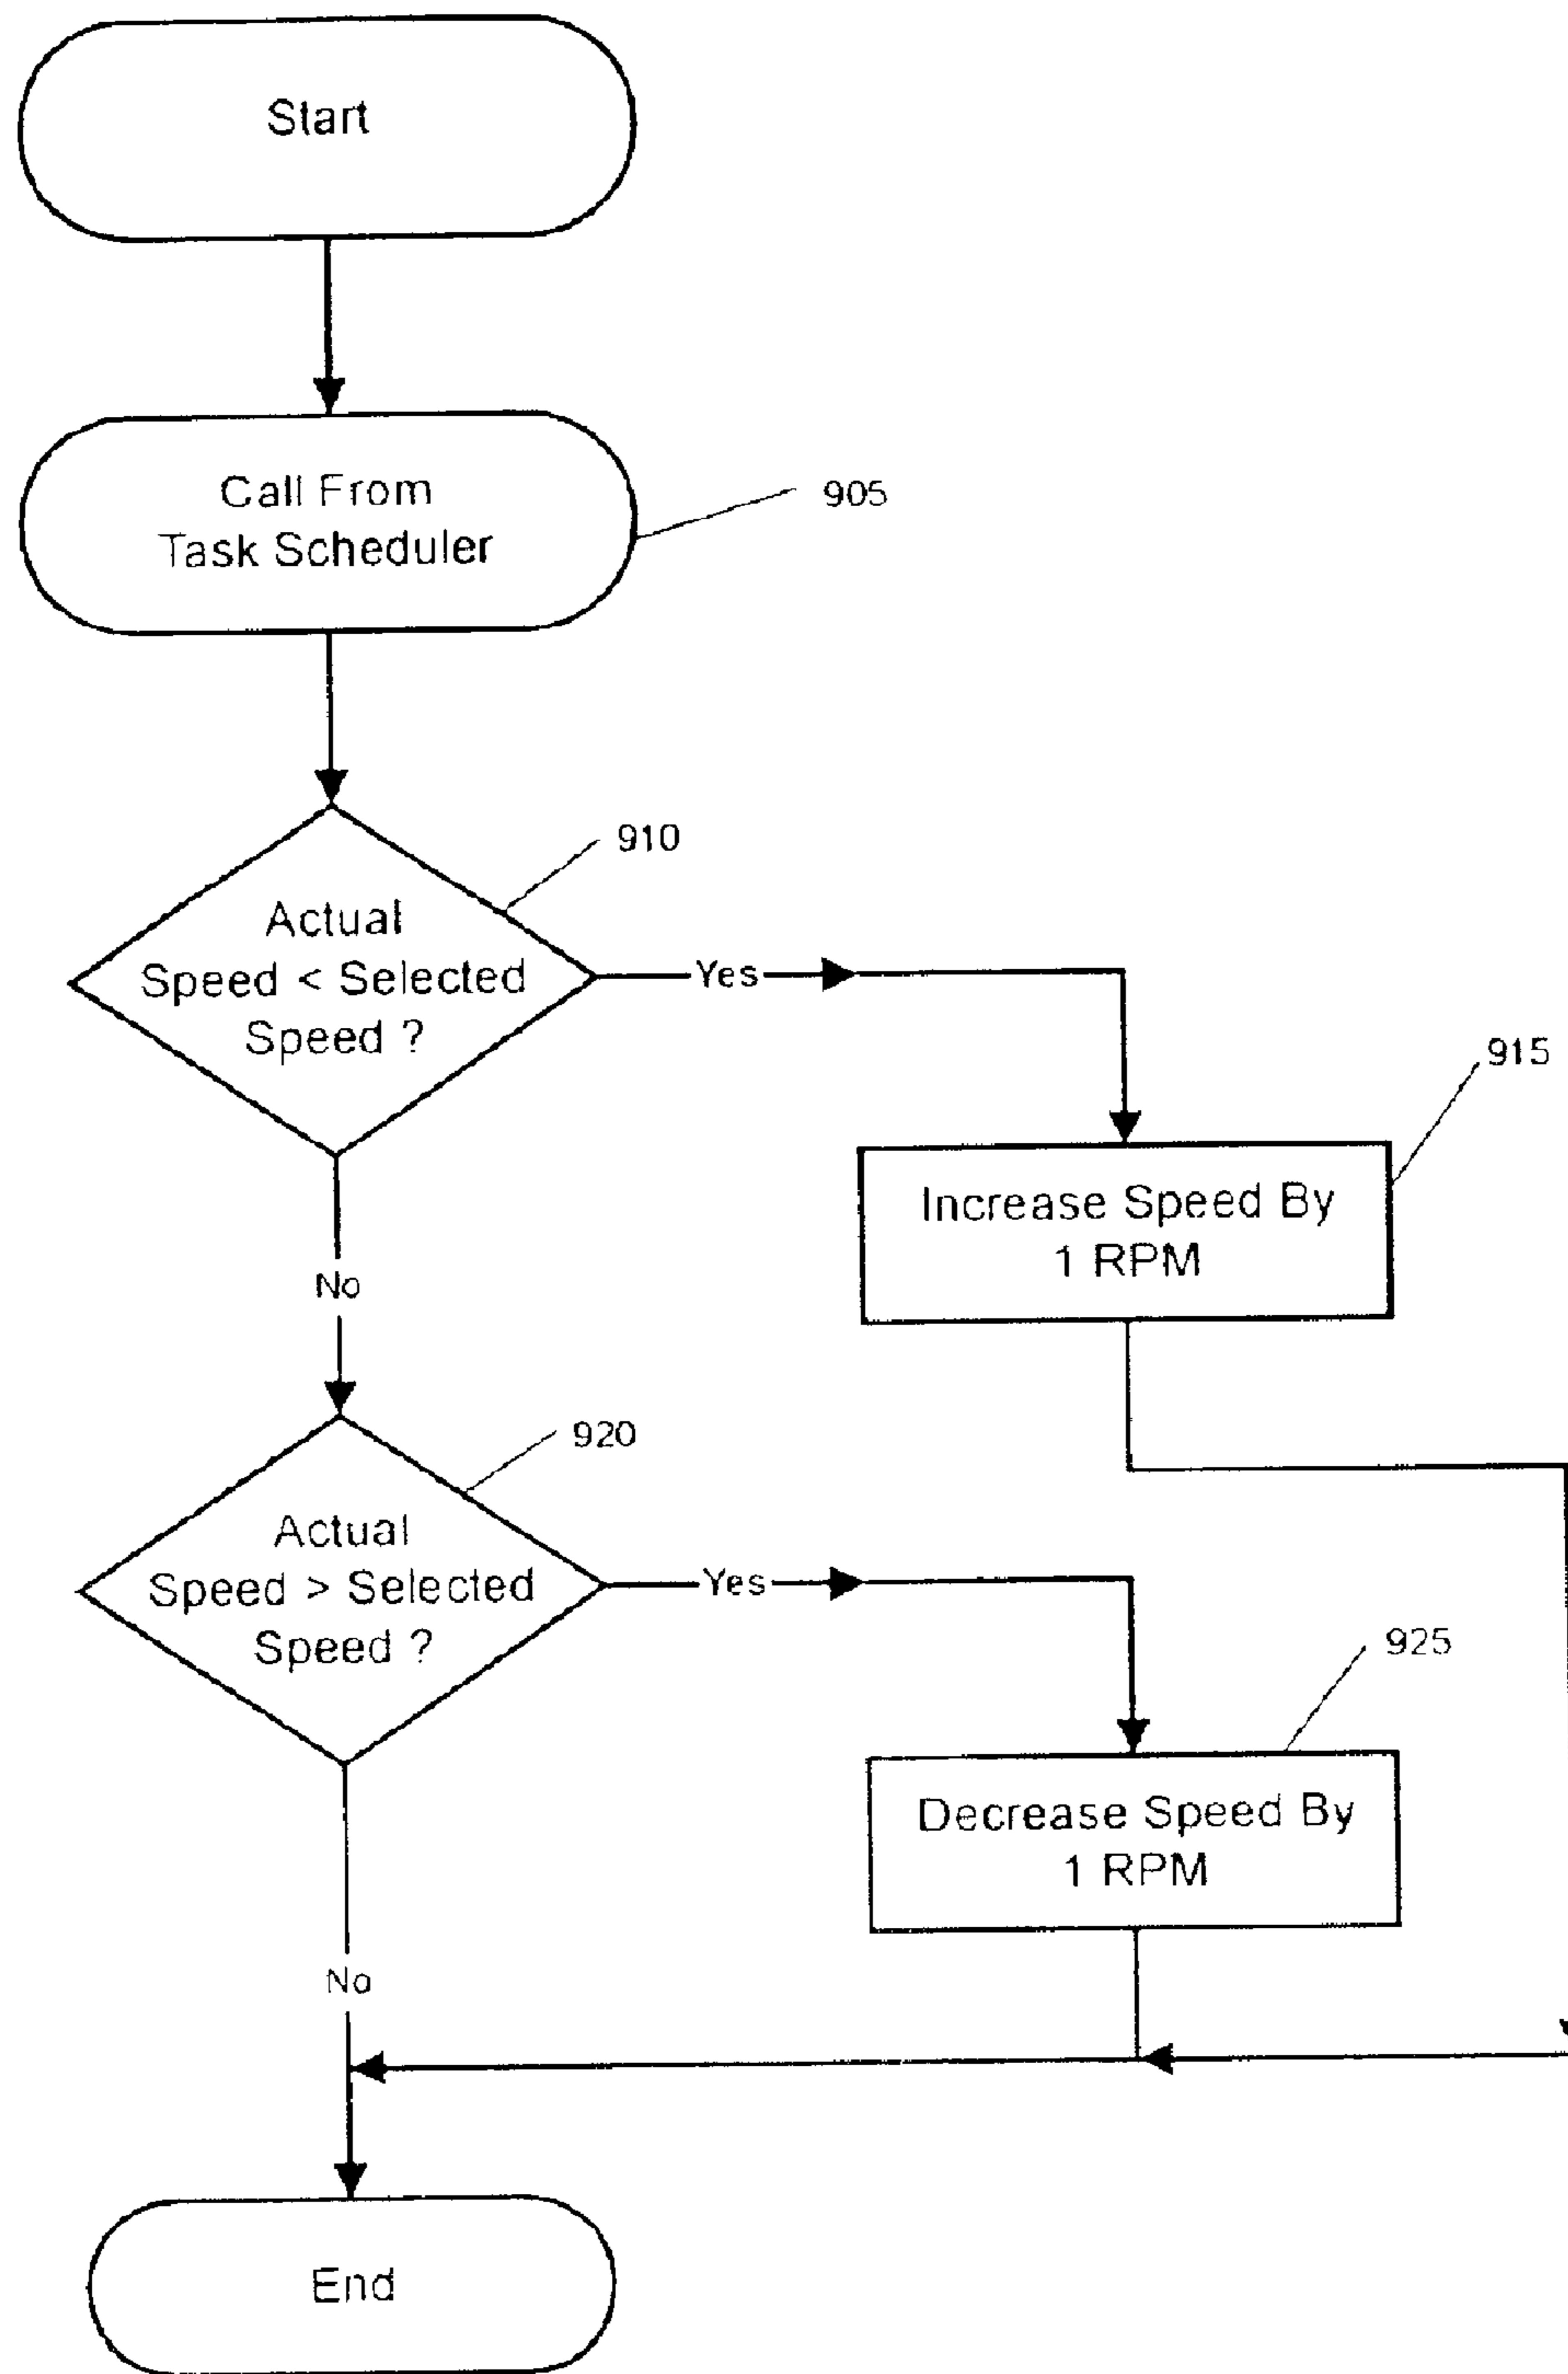 Start
Call From
Task Scheduler
905
910
Actual
Speed < Selected
Speed ?
Yes
915
Increase Speed By
1 RPM
No
920
Actual
Speed > Selected
Speed ?
Yes
925
Decrease Speed By
1 RPM
No
End